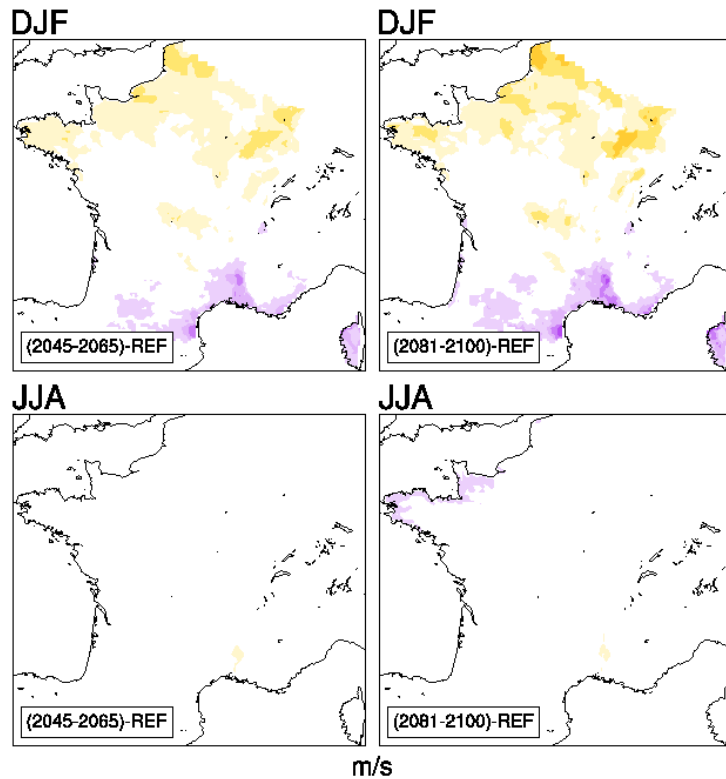 DJF DJF
(2045-2065)-REF (2081-2100)-REF
JJA JJA
(2045-2065)-REF (2081-2100)-REF
m/s